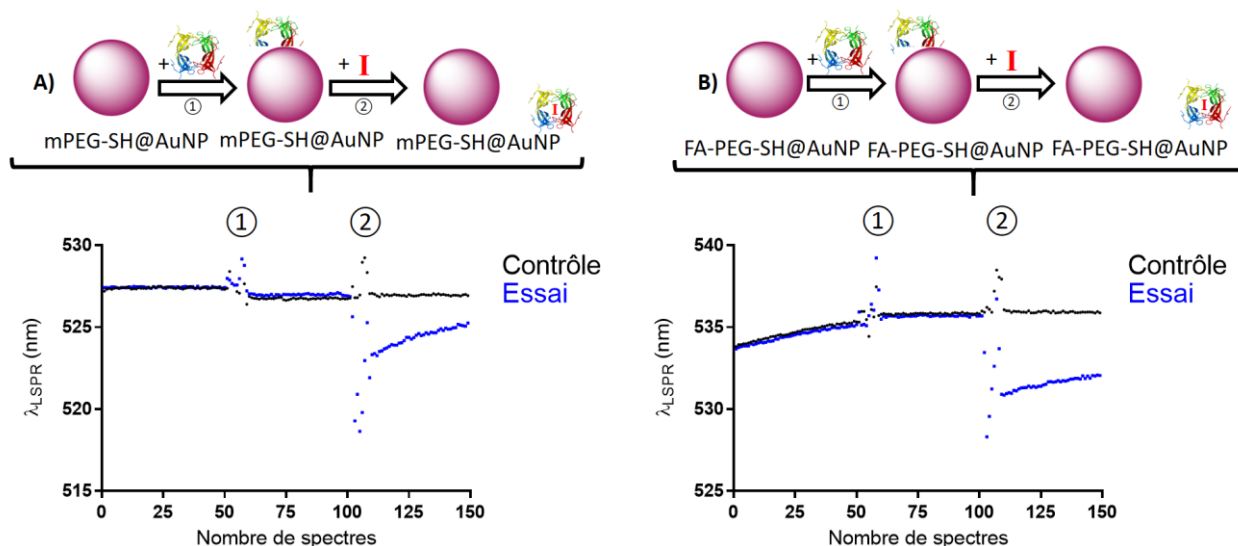 A)
+
①
+ I
②
I
mPEG-SH@AuNP
mPEG-SH@AuNP
mPEG-SH@AuNP
①
②
Contrôle
Essai
530
525
520
515
λLSPR (nm)
0
25
50
75
100
125
150
Nombre de spectres
B)
+
①
+ I
②
I
FA-PEG-SH@AuNP
FA-PEG-SH@AuNP
FA-PEG-SH@AuNP
①
②
Contrôle
Essai
540
535
530
525
λLSPR (nm)
0
25
50
75
100
125
150
Nombre de spectres